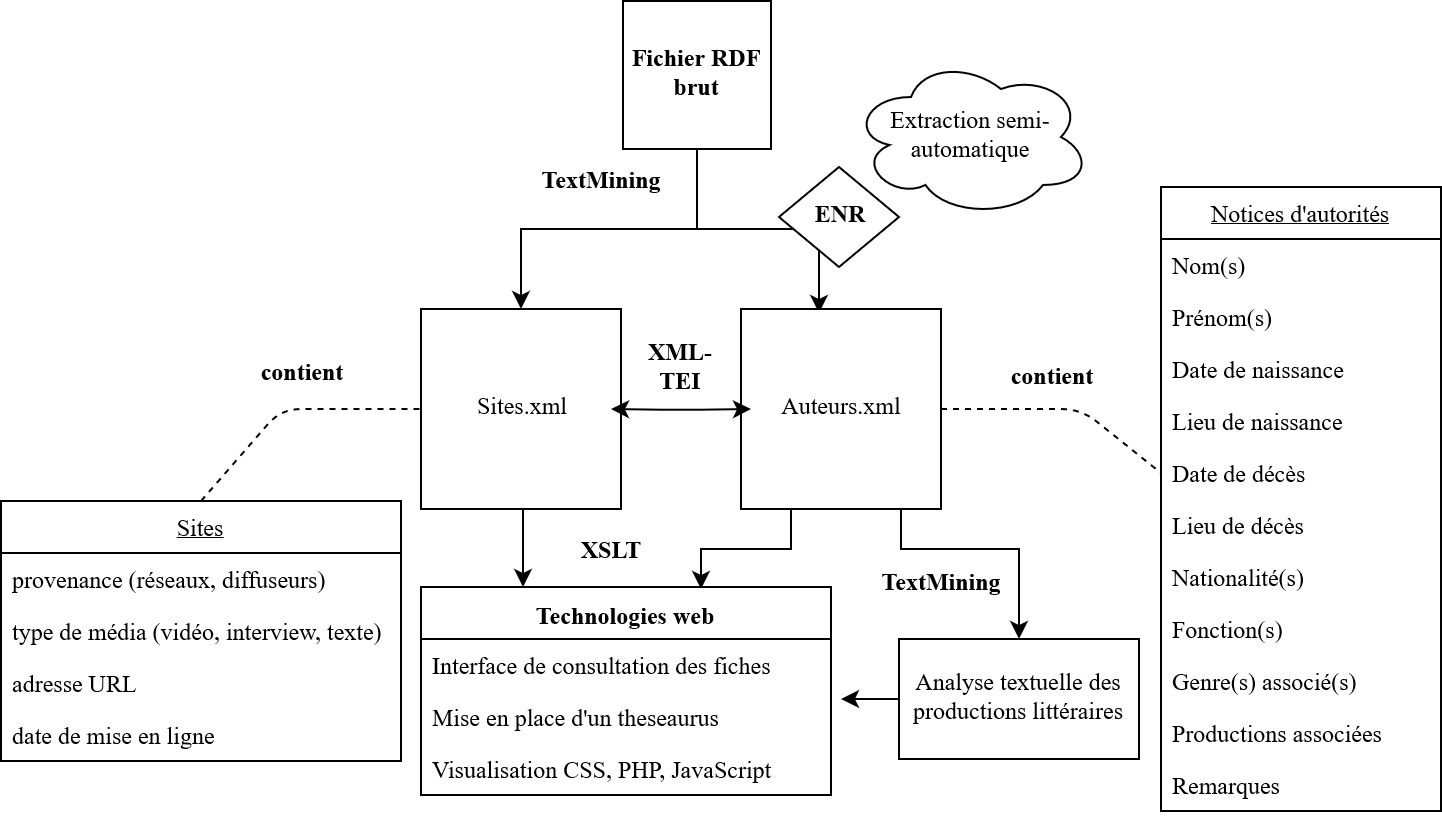 Fichier RDF
brut
Extraction semi-
automatique
TextMining
ENR
Notices d'autorités
Nom(s)
Prénom(s)
Date de naissance
Lieu de naissance
Date de décès
Lieu de décès
Nationalité(s)
Fonction(s)
Genre(s) associé(s)
Productions associées
Remarques
contient
XML-
TEI
contient
Sites.xml
Auteurs.xml
Sites
provenance (réseaux, diffuseurs)
type de média (vidéo, interview, texte)
adresse URL
date de mise en ligne
XSLT
TextMining
Technologies web
Interface de consultation des fiches
Mise en place d'un theseaurus
Visualisation CSS, PHP, JavaScript
Analyse textuelle des
productions littéraires